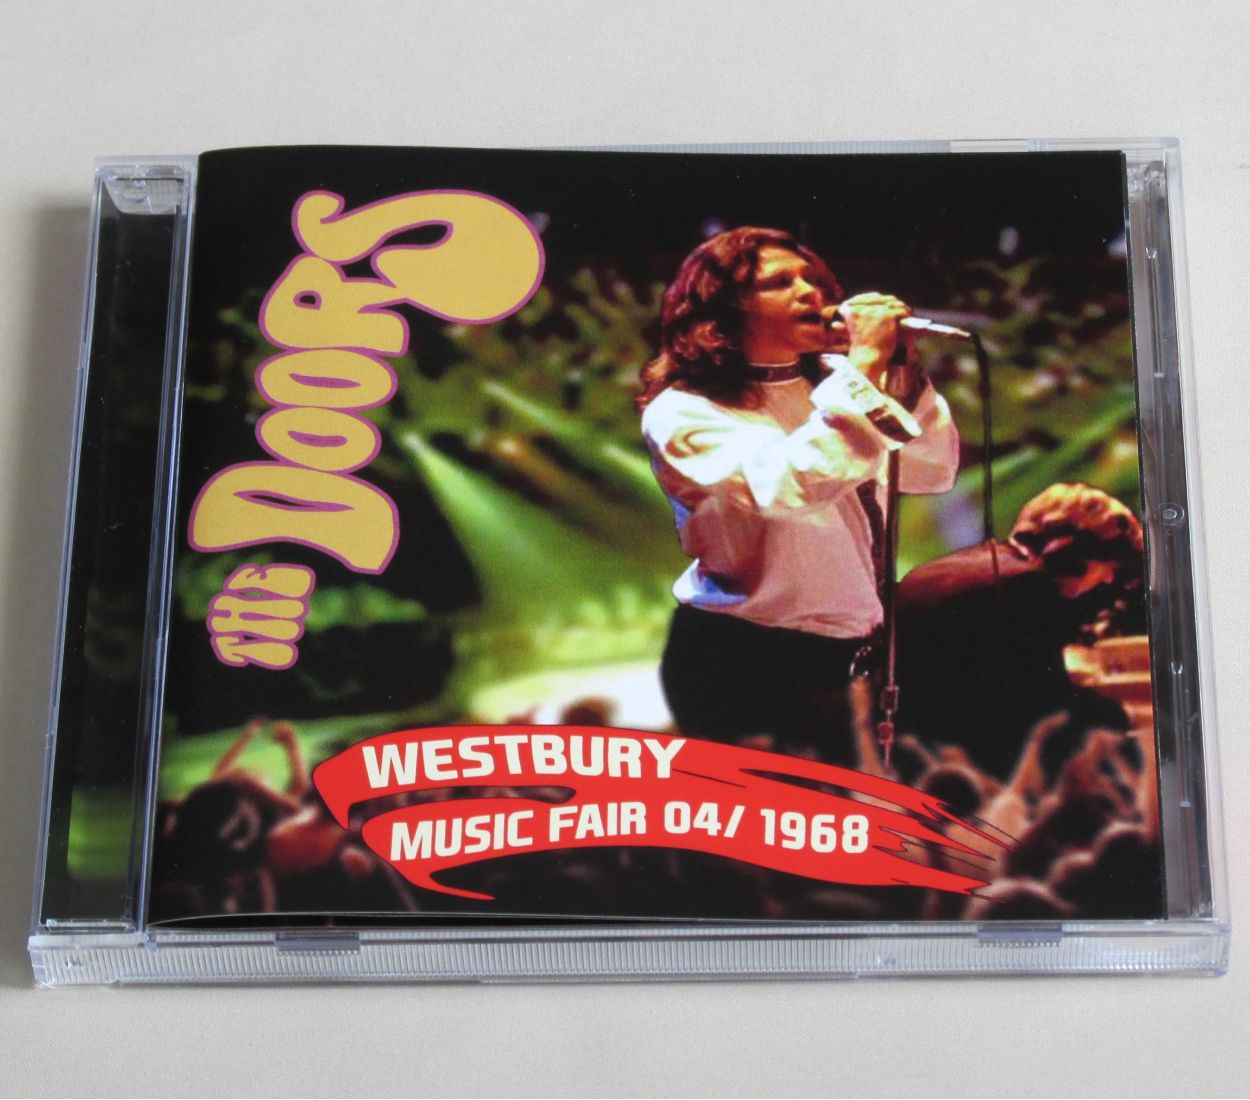 THE DOORS
WESTBURY
MUSIC FAIR 04/ 1968